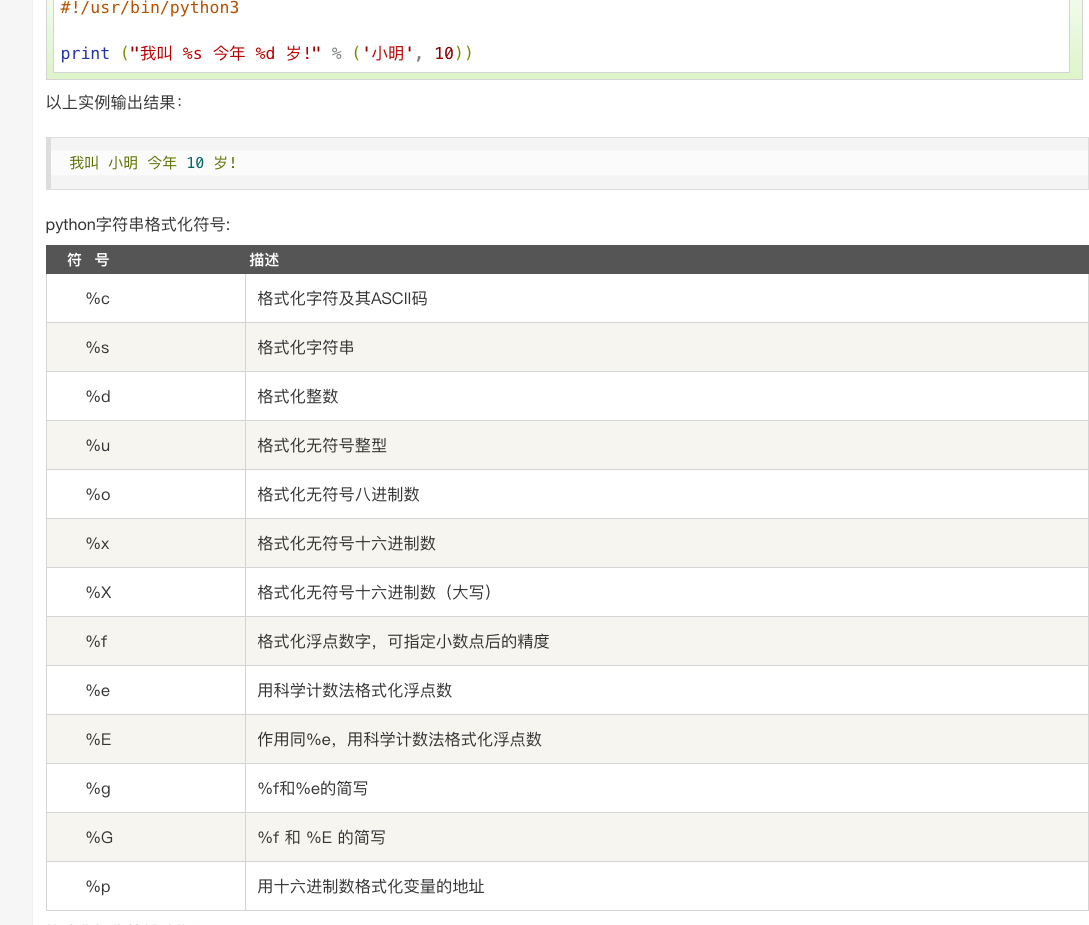 #!/usr/bin/python3
print ("我叫 %s 今年 %d 岁!" % ('小明', 10))
以上实例输出结果：
我叫 小明 今年 10 岁!
python字符串格式化符号:
符 号 描述
%c 格式化字符及其ASCII码
%s 格式化字符串
%d 格式化整数
%u 格式化无符号整型
%o 格式化无符号八进制数
%x 格式化无符号十六进制数
%X 格式化无符号十六进制数（大写）
%f 格式化浮点数字，可指定小数点后的精度
%e 用科学计数法格式化浮点数
%E 作用同%e，用科学计数法格式化浮点数
%g %f和%e的简写
%G %f 和 %E 的简写
%p 用十六进制数格式化变量的地址